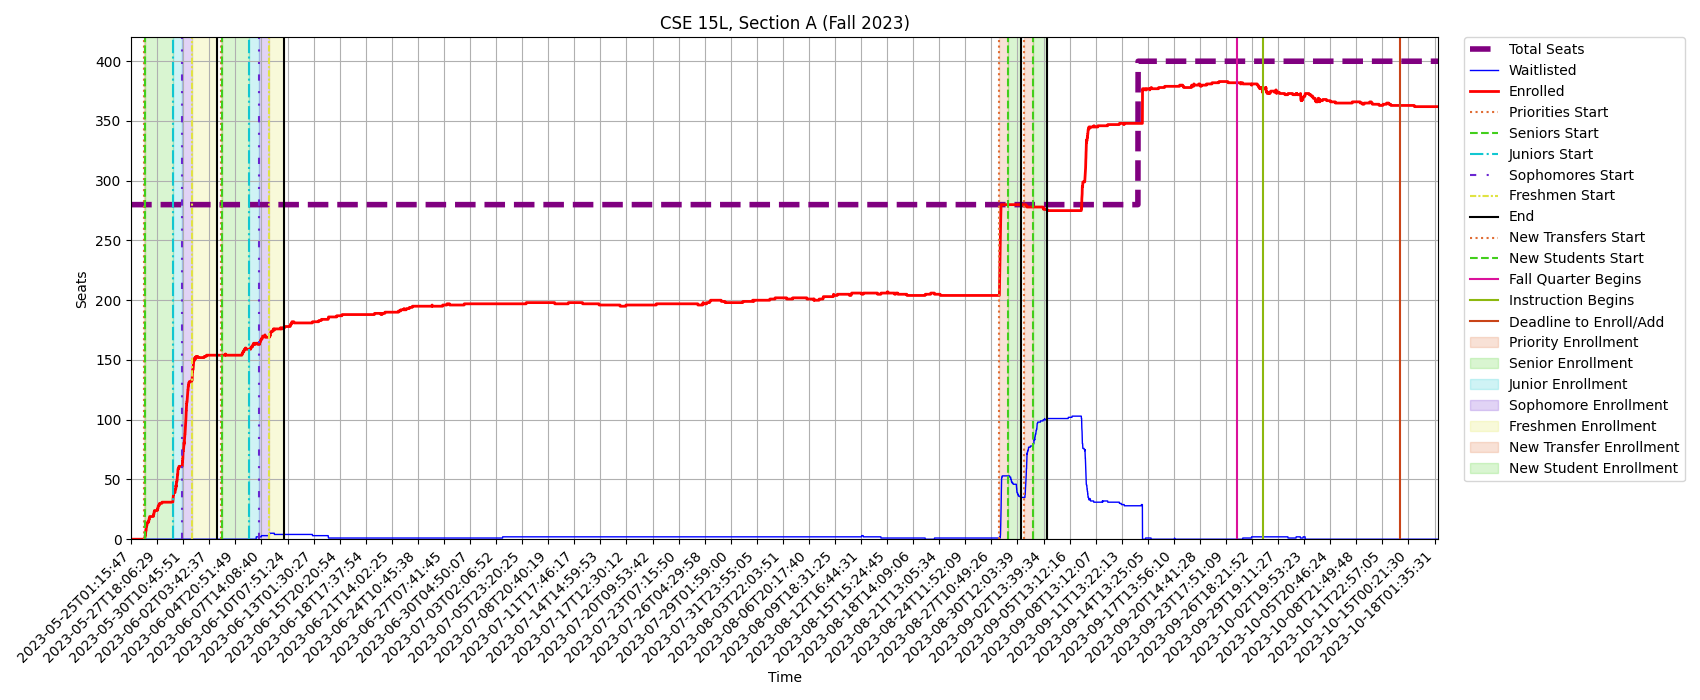 CSE 15L, Section A (Fall 2023)
Seats
400
350
300
250
200
150
100
50
0
2023-05-25T01:15:47
2023-05-27T18:06:29
2023-05-30T10:45:51
2023-06-02T03:42:37
2023-06-04T20:51:49
2023-06-07T14:08:40
2023-06-10T07:51:24
2023-06-13T01:30:27
2023-06-15T20:20:54
2023-06-18T17:37:54
2023-06-21T14:02:25
2023-06-24T10:45:38
2023-06-27T07:41:45
2023-06-30T04:50:07
2023-07-03T02:06:52
2023-07-05T23:20:25
2023-07-08T20:40:19
2023-07-11T17:46:17
2023-07-14T14:59:53
2023-07-17T12:30:12
2023-07-20T09:53:42
2023-07-23T07:15:50
2023-07-26T04:29:58
2023-07-29T01:59:00
2023-07-31T23:55:05
2023-08-03T22:03:51
2023-08-06T20:17:40
2023-08-09T18:31:25
2023-08-12T16:44:31
2023-08-15T15:24:45
2023-08-18T14:09:06
2023-08-21T13:05:34
2023-08-24T11:52:09
2023-08-27T10:49:26
2023-08-30T12:03:39
2023-09-02T13:39:34
2023-09-05T13:12:16
2023-09-08T13:12:07
2023-09-11T13:22:13
2023-09-14T13:25:05
2023-09-17T13:56:10
2023-09-20T14:41:28
2023-09-23T17:51:09
2023-09-26T18:21:52
2023-09-29T19:11:27
2023-10-02T19:53:23
2023-10-05T20:46:24
2023-10-08T21:49:48
2023-10-11T22:57:05
2023-10-15T00:21:30
2023-10-18T01:35:31
Time
Total Seats
Waitlisted
Enrolled
Priorities Start
Seniors Start
Juniors Start
Sophomores Start
Freshmen Start
End
New Transfers Start
New Students Start
Fall Quarter Begins
Instruction Begins
Deadline to Enroll/Add
Priority Enrollment
Senior Enrollment
Junior Enrollment
Sophomore Enrollment
Freshmen Enrollment
New Transfer Enrollment
New Student Enrollment